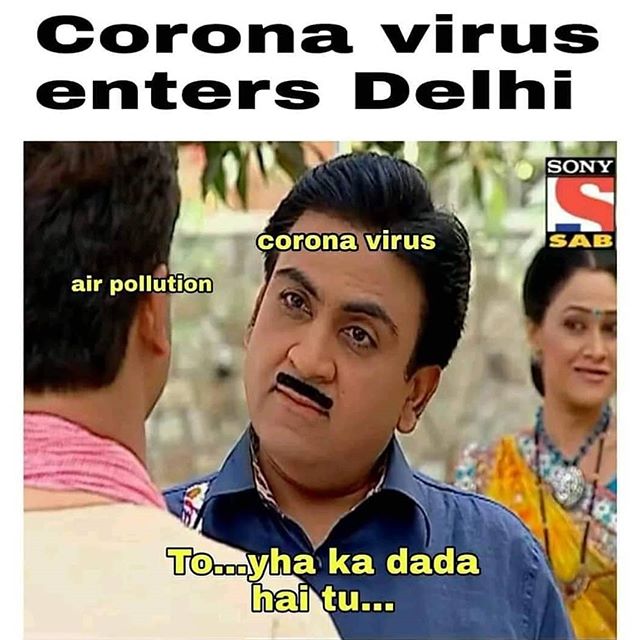 Corona virus
enters Delhi
SONY
S
SAB
corona virus
air pollution
To...yha ka dada
hai tu...